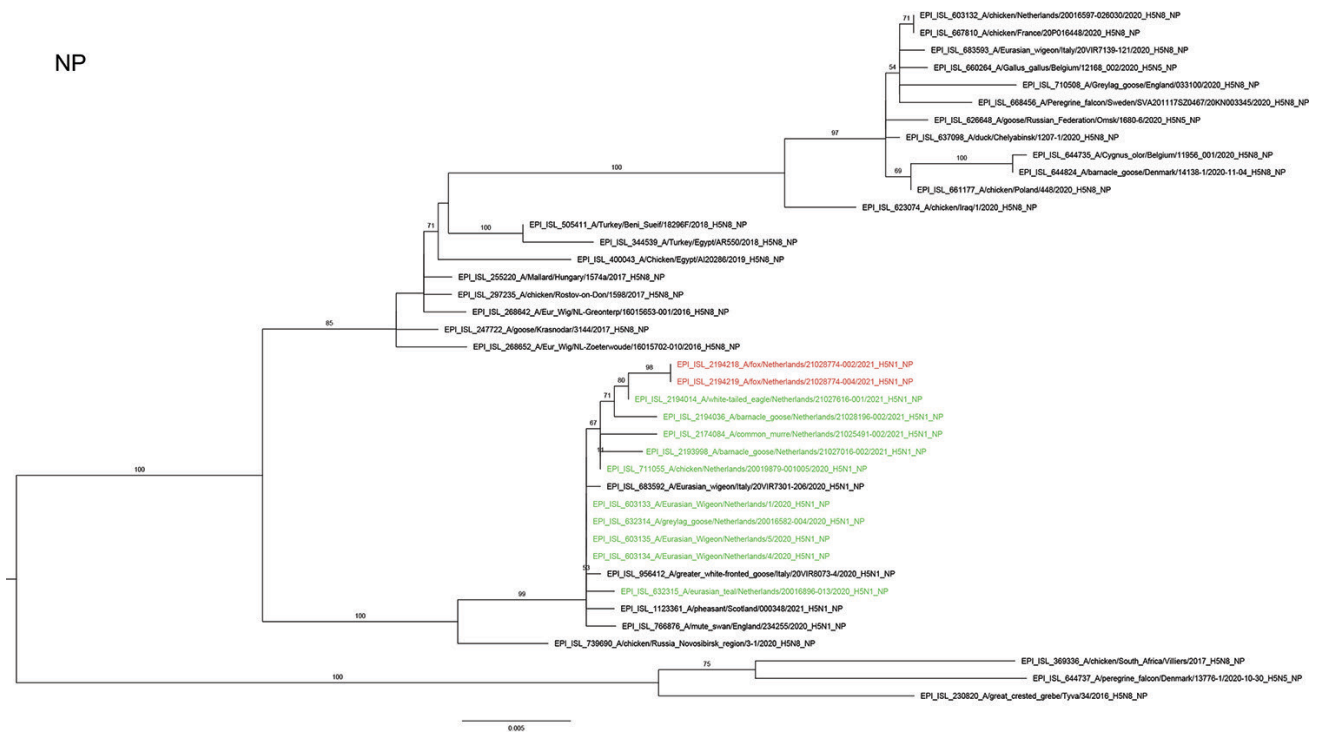 NP
71
EPI_ISL_603132_A/chicken/Netherlands/20016597-026030/2020_H5N8_NP
EPI_ISL_667810_A/chicken/France/20P016448/2020_H5N8_NP
EPI_ISL_683593_A/Eurasian_wigeon/Italy/20VIR7139-121/2020_H5N8_NP
54
EPI_ISL_660264_A/Gallus_gallus/Belgium/12168_002/2020_H5N5_NP
EPI_ISL_710508_A/Greylag_goose/England/033100/2020_H5N8_NP
EPI_ISL_668456_A/Peregrine_falcon/Sweden/SVA201117SZ0467/20KN003345/2020_H5N8_NP
EPI_ISL_626648_A/goose/Russian_Federation/Omsk/1680-6/2020_H5N5_NP
97
EPI_ISL_637098_A/duck/Chelyabinsk/1207-1/2020_H5N8_NP
100
EPI_ISL_644735_A/Cygnus_olor/Belgium/11956_001/2020_H5N8_NP
69
EPI_ISL_644824_A/barnacle_goose/Denmark/14138-1/2020-11-04_H5N8_NP
100
EPI_ISL_661177_A/chicken/Poland/448/2020_H5N8_NP
EPI_ISL_623074_A/chicken/Iraq/1/2020_H5N8_NP
71
EPI_ISL_505411_A/Turkey/Beni_Sueif/18296F/2018_H5N8_NP
100
EPI_ISL_344539_A/Turkey/Egypt/AR550/2018_H5N8_NP
EPI_ISL_400043_A/Chicken/Egypt/AI20286/2019_H5N8_NP
EPI_ISL_255220_A/Mallard/Hungary/1574a/2017_H5N8_NP
EPI_ISL_297235_A/chicken/Rostov-on-Don/1598/2017_H5N8_NP
EPI_ISL_268642_A/Eur_Wig/NL-Greonterp/16015653-001/2016_H5N8_NP
85
EPI_ISL_247722_A/goose/Krasnodar/3144/2017_H5N8_NP
EPI_ISL_268652_A/Eur_Wig/NL-Zoeterwoude/16015702-010/2016_H5N8_NP
98
EPI_ISL_2194218_A/fox/Netherlands/21028774-002/2021_H5N1_NP
80
EPI_ISL_2194219_A/fox/Netherlands/21028774-004/2021_H5N1_NP
71
EPI_ISL_2194014_A/white-tailed_eagle/Netherlands/21027616-001/2021_H5N1_NP
EPI_ISL_2194036_A/barnacle_goose/Netherlands/21028196-002/2021_H5N1_NP
67
EPI_ISL_2174084_A/common_murre/Netherlands/21025491-002/2021_H5N1_NP
EPI_ISL_2193998_A/barnacle_goose/Netherlands/21027016-002/2021_H5N1_NP
EPI_ISL_711055_A/chicken/Netherlands/20019879-001005/2020_H5N1_NP
100
EPI_ISL_683592_A/Eurasian_wigeon/Italy/20VIR7301-206/2020_H5N1_NP
EPI_ISL_603133_A/Eurasian_Wigeon/Netherlands/1/2020_H5N1_NP
EPI_ISL_632314_A/greylag_goose/Netherlands/20016582-004/2020_H5N1_NP
EPI_ISL_603135_A/Eurasian_Wigeon/Netherlands/5/2020_H5N1_NP
EPI_ISL_603134_A/Eurasian_Wigeon/Netherlands/4/2020_H5N1_NP
53
EPI_ISL_956412_A/greater_white-fronted_goose/Italy/20VIR8073-4/2020_H5N1_NP
EPI_ISL_632315_A/eurasian_teal/Netherlands/20016896-013/2020_H5N1_NP
99
EPI_ISL_1123361_A/pheasant/Scotland/000348/2021_H5N1_NP
100
EPI_ISL_766876_A/mute_swan/England/234255/2020_H5N1_NP
EPI_ISL_739690_A/chicken/Russia_Novosibirsk_region/3-1/2020_H5N8_NP
75
EPI_ISL_369336_A/chicken/South_Africa/Villiers/2017_H5N8_NP
100
EPI_ISL_644737_A/peregrine_falcon/Denmark/13776-1/2020-10-30_H5N5_NP
EPI_ISL_230820_A/great_crested_grebe/Tyva/34/2016_H5N8_NP
0.005